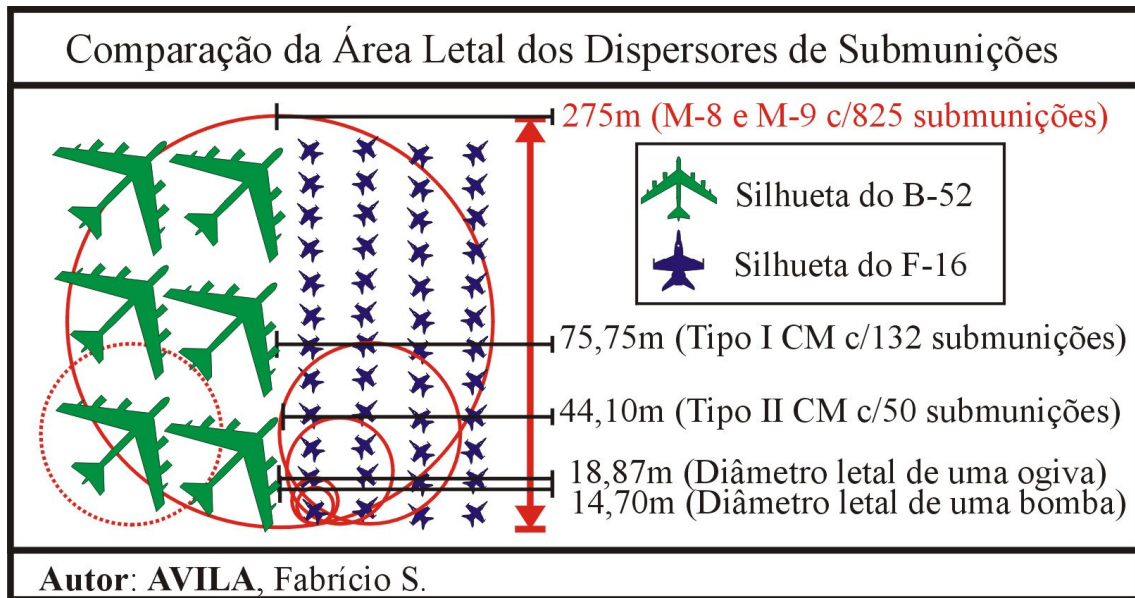 Comparação da Área Letal dos Dispersores de Submunições
275m (M-8 e M-9 c/825 submunições)
Silhueta do B-52
Silhueta do F-16
75,75m (Tipo I CM c/132 submunições)
44,10m (Tipo II CM c/50 submunições)
18,87m (Diâmetro letal de uma ogiva)
14,70m (Diâmetro letal de uma bomba)
Autor: AVILA, Fabrício S.